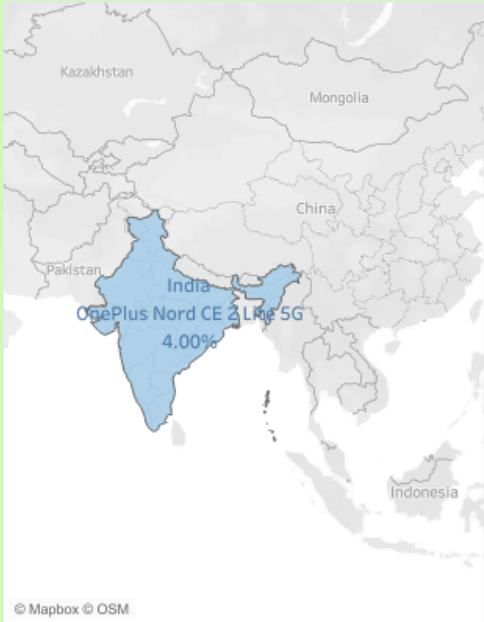 Kazakhstan
Mongolia
China
Pakistan
India
OnePlus Nord CE 2 Lite 5G
4.00%
Indonesia
© Mapbox © OSM